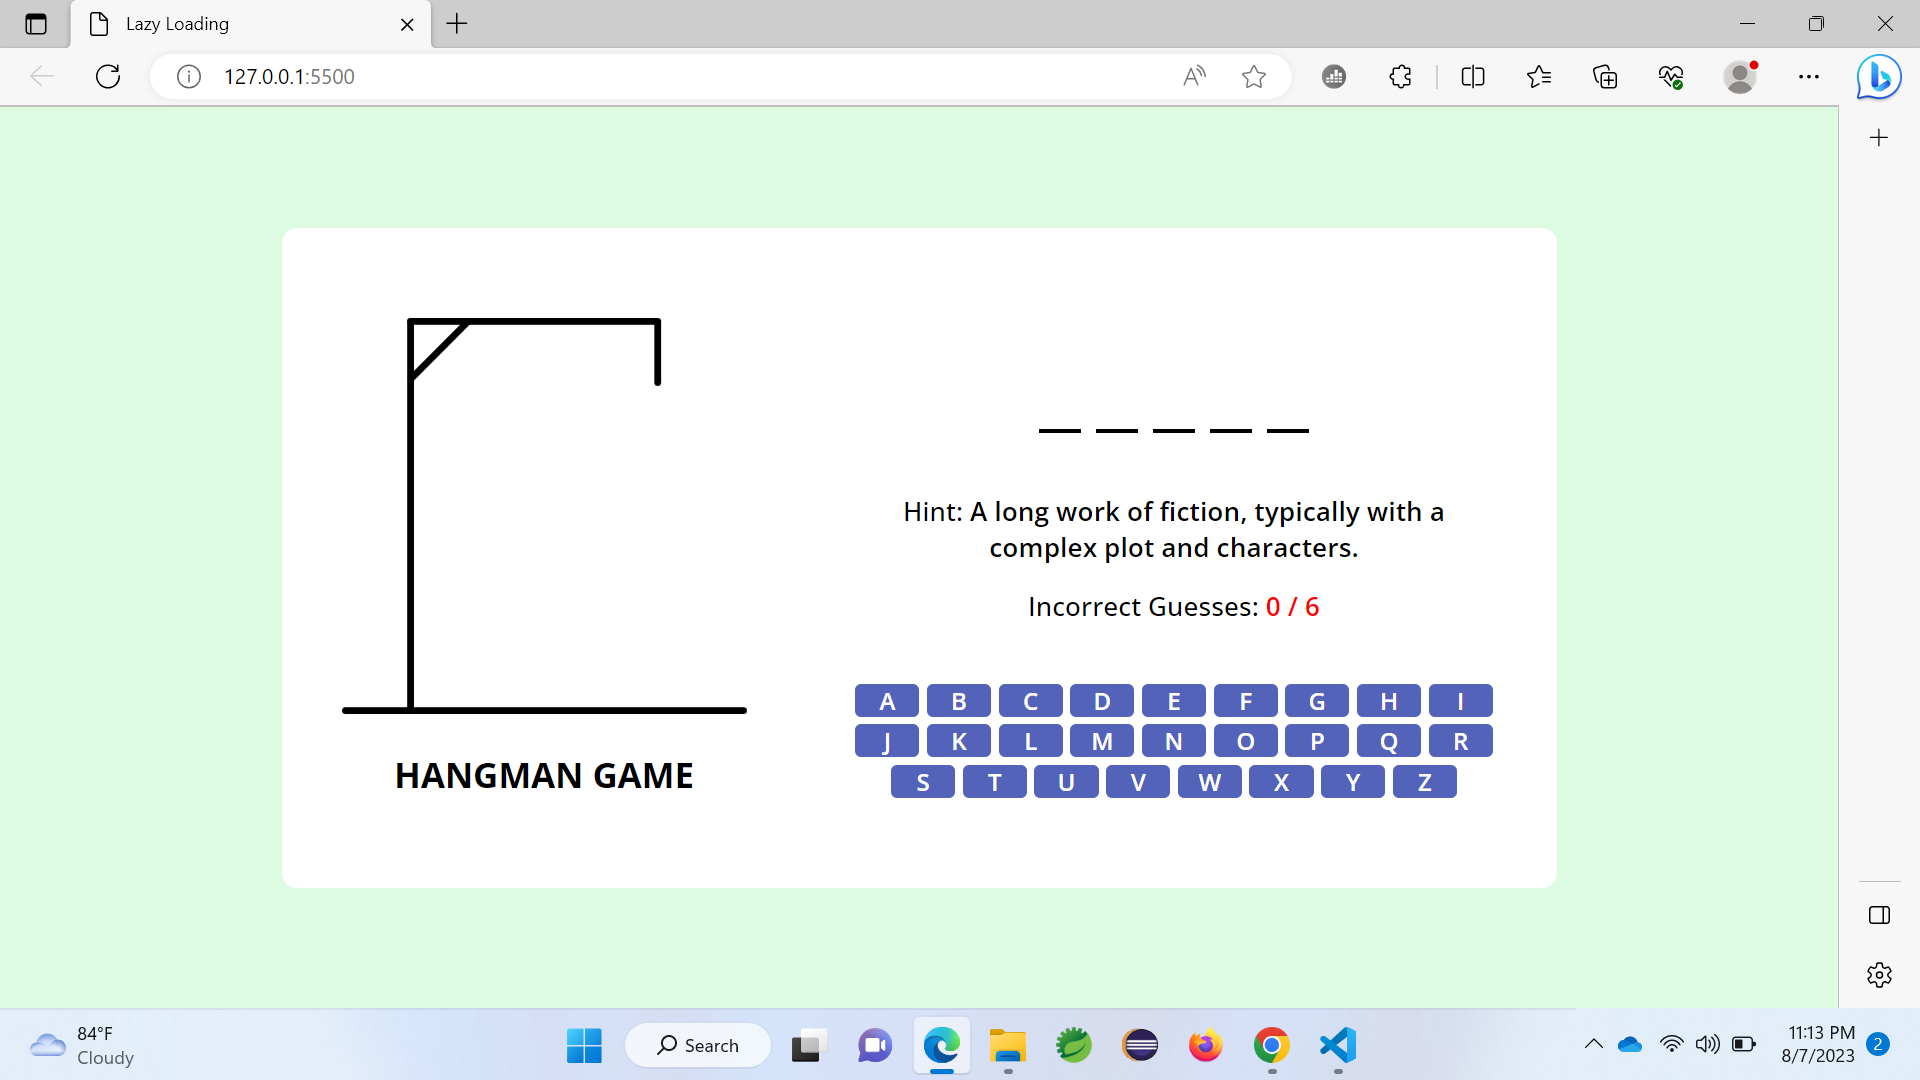 Lazy Loading
127.0.0.1:5500
Hint: A long work of fiction, typically with a
complex plot and characters.
Incorrect Guesses: 0 / 6
A B C D E F G H I
J K L M N O P Q R
S T U V W X Y Z
HANGMAN GAME
84°F
Cloudy
Search
11:13 PM
8/7/2023
2